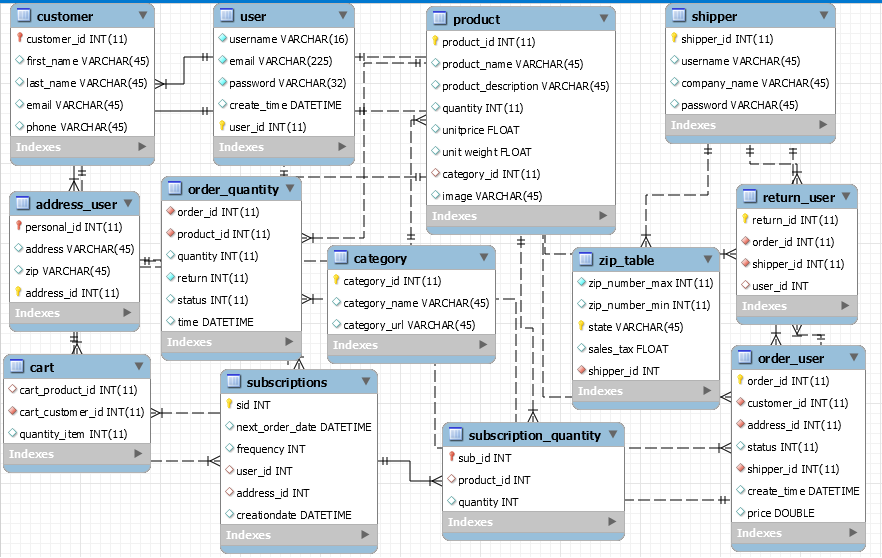 customer
customer_id INT(11)
first_name VARCHAR(45)
last_name VARCHAR(45)
email VARCHAR(45)
phone VARCHAR(45)
Indexes
user
username VARCHAR(16)
email VARCHAR(225)
password VARCHAR(32)
create_time DATETIME
user_id INT(11)
Indexes
product
product_id INT(11)
product_name VARCHAR(45)
product_description VARCHAR(45)
quantity INT(11)
unitprice FLOAT
unit weight FLOAT
category_id INT(11)
image VARCHAR(45)
Indexes
shipper
shipper_id INT(11)
username VARCHAR(45)
company_name VARCHAR(45)
password VARCHAR(45)
Indexes
address_user
personal_id INT(11)
address VARCHAR(45)
zip VARCHAR(45)
address_id INT(11)
Indexes
order_quantity
order_id INT(11)
product_id INT(11)
quantity INT(11)
return INT(11)
status INT(11)
time DATETIME
Indexes
category
category_id INT(11)
category_name VARCHAR(45)
category_url VARCHAR(45)
Indexes
zip_table
zip_number_max INT(11)
zip_number_min INT(11)
state VARCHAR(45)
sales_tax FLOAT
shipper_id INT
Indexes
return_user
return_id INT(11)
order_id INT(11)
shipper_id INT(11)
user_id INT
Indexes
cart
cart_product_id INT(11)
cart_customer_id INT(11)
quantity_item INT(11)
Indexes
subscriptions
sid INT
next_order_date DATETIME
frequency INT
user_id INT
address_id INT
creationdate DATETIME
Indexes
subscription_quantity
sub_id INT
product_id INT
quantity INT
Indexes
order_user
order_id INT(11)
customer_id INT(11)
address_id INT(11)
status INT(11)
shipper_id INT(11)
create_time DATETIME
price DOUBLE
Indexes